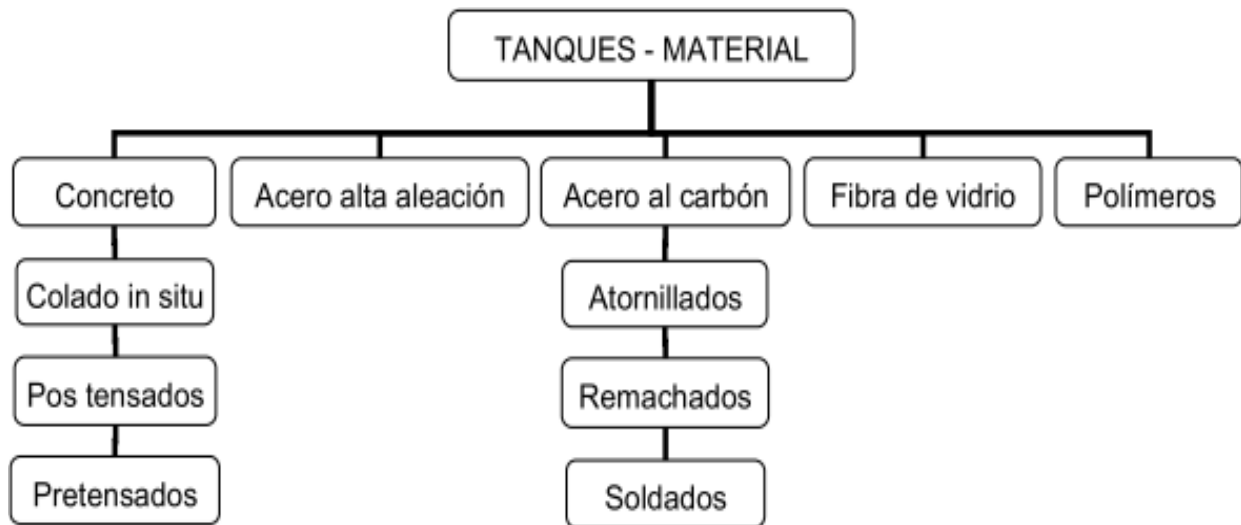 TANQUES - MATERIAL
Concreto
Acero alta aleación
Acero al carbón
Fibra de vidrio
Polímeros
Colado in situ
Atornillados
Pos tensados
Remachados
Pretensados
Soldados